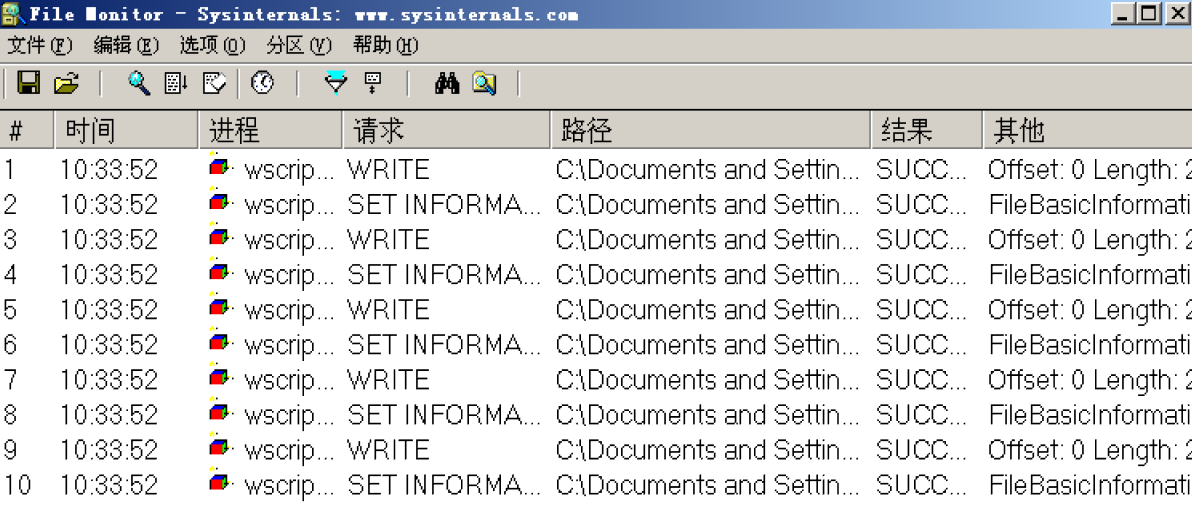 File Monitor - Sysinternals: www.sysinternals.com
文件(F) 编辑(E) 选项(O) 分区(V) 帮助(H)
# 时间 进程 请求 路径 结果 其他
1 10:33:52 wscrip... WRITE C:\Documents and Settin... SUCC... Offset: 0 Length: 2
2 10:33:52 wscrip... SET INFORMA... C:\Documents and Settin... SUCC... FileBasicInformati
3 10:33:52 wscrip... WRITE C:\Documents and Settin... SUCC... Offset: 0 Length: 2
4 10:33:52 wscrip... SET INFORMA... C:\Documents and Settin... SUCC... FileBasicInformati
5 10:33:52 wscrip... WRITE C:\Documents and Settin... SUCC... Offset: 0 Length: 2
6 10:33:52 wscrip... SET INFORMA... C:\Documents and Settin... SUCC... FileBasicInformati
7 10:33:52 wscrip... WRITE C:\Documents and Settin... SUCC... Offset: 0 Length: 2
8 10:33:52 wscrip... SET INFORMA... C:\Documents and Settin... SUCC... FileBasicInformati
9 10:33:52 wscrip... WRITE C:\Documents and Settin... SUCC... Offset: 0 Length: 2
10 10:33:52 wscrip... SET INFORMA... C:\Documents and Settin... SUCC... FileBasicInformati